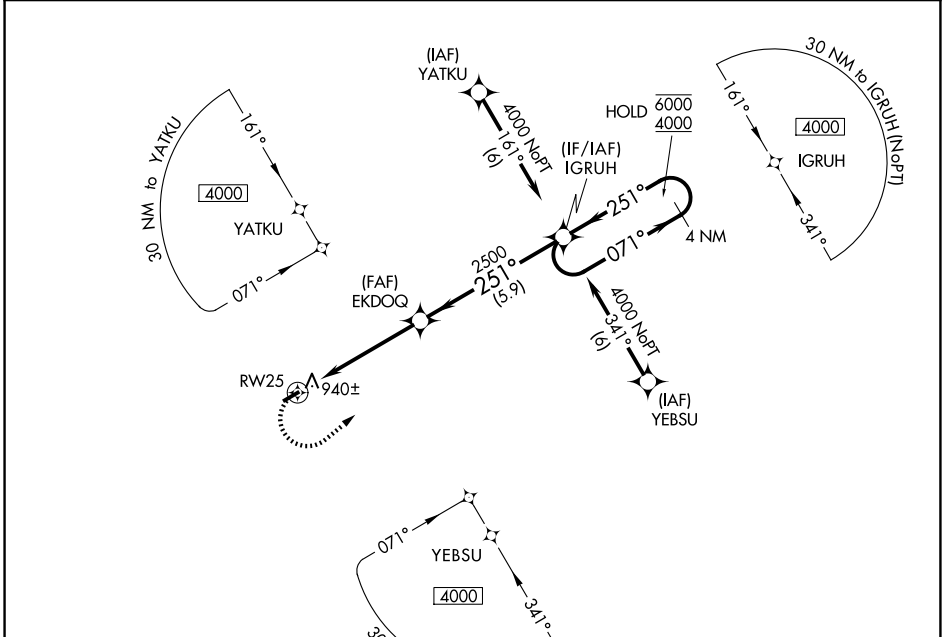 (IAF)
YATKU
4000 NoPT
161°
(6)
30 NM to YATKU
161°
4000
YATKU
071°
HOLD 6000
4000
(IF/IAF)
IGRUH
251°
071°
4 NM
30 NM to IGRUH (NoPT)
161°
4000
IGRUH
341°
2500
251°
(5.9)
(FAF)
EKDOQ
4000 NoPT
341°
(6)
(IAF)
YEBSU
RW25
940±
071°
YEBSU
4000
341°
30